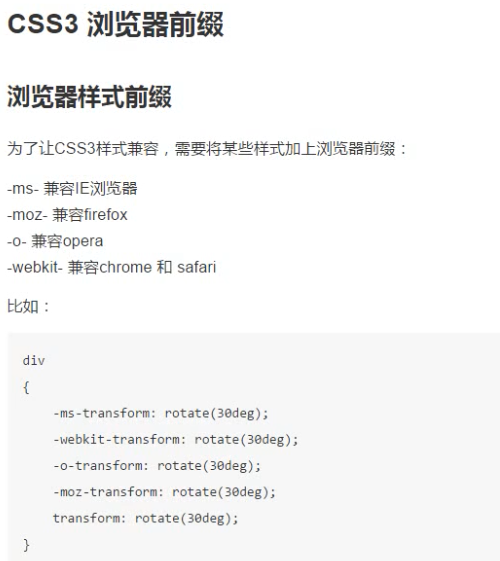 CSS3 浏览器前缀
浏览器样式前缀
为了让CSS3样式兼容，需要将某些样式加上浏览器前缀：
-ms- 兼容IE浏览器
-moz- 兼容firefox
-o- 兼容opera
-webkit- 兼容chrome 和 safari
比如：
div
{
    -ms-transform: rotate(30deg);
    -webkit-transform: rotate(30deg);
    -o-transform: rotate(30deg);
    -moz-transform: rotate(30deg);
    transform: rotate(30deg);
}